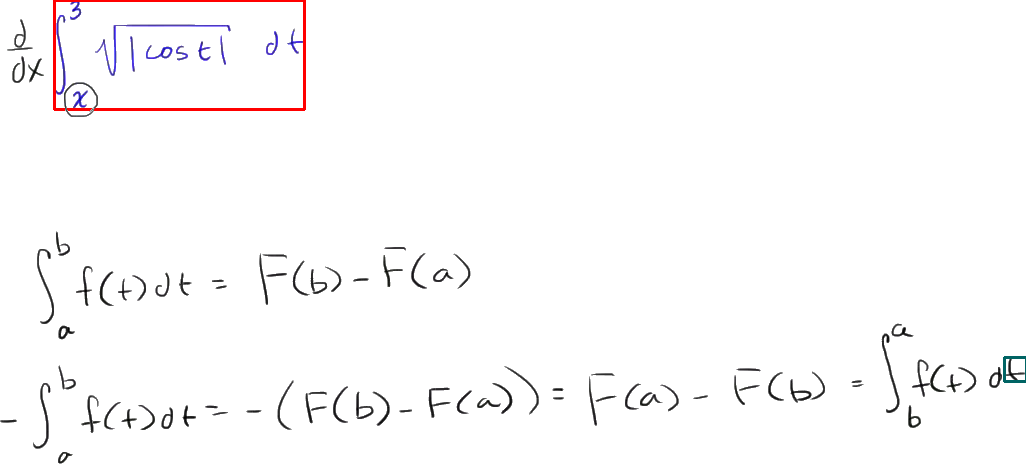 d/dx ∫_x^3 √|cos t| dt
∫_a^b f(t)dt = F(b) - F(a)
- ∫_a^b f(t)dt = - (F(b) - F(a)) = F(a) - F(b) = ∫_b^a f(t) dt